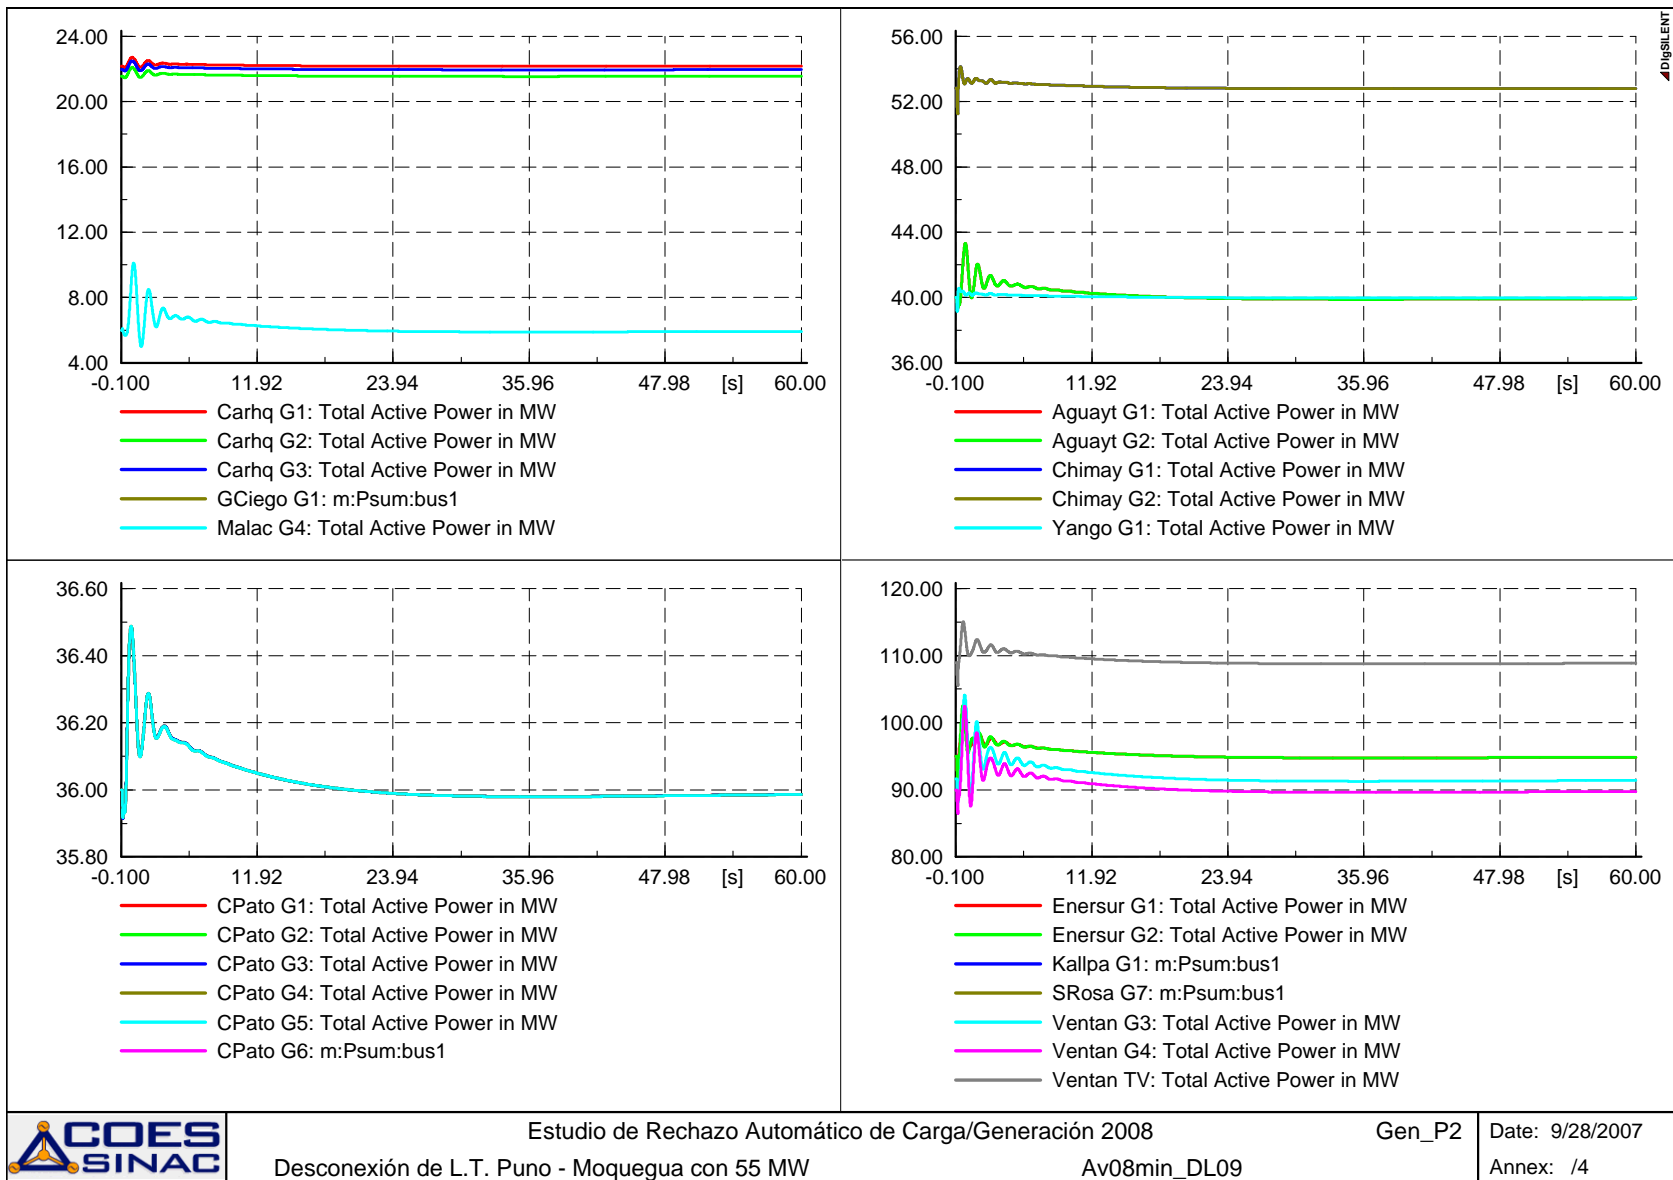 24.00
20.00
16.00
12.00
8.00
4.00
-0.100 11.92 23.94 35.96 47.98 [s] 60.00
Carhq G1: Total Active Power in MW
Carhq G2: Total Active Power in MW
Carhq G3: Total Active Power in MW
GCiego G1: m:Psum:bus1
Malac G4: Total Active Power in MW
56.00
52.00
48.00
44.00
40.00
36.00
-0.100 11.92 23.94 35.96 47.98 [s] 60.00
Aguayt G1: Total Active Power in MW
Aguayt G2: Total Active Power in MW
Chimay G1: Total Active Power in MW
Chimay G2: Total Active Power in MW
Yango G1: Total Active Power in MW
DIgSILENT
36.60
36.40
36.20
36.00
35.80
-0.100 11.92 23.94 35.96 47.98 [s] 60.00
CPato G1: Total Active Power in MW
CPato G2: Total Active Power in MW
CPato G3: Total Active Power in MW
CPato G4: Total Active Power in MW
CPato G5: Total Active Power in MW
CPato G6: m:Psum:bus1
120.00
110.00
100.00
90.00
80.00
-0.100 11.92 23.94 35.96 47.98 [s] 60.00
Enersur G1: Total Active Power in MW
Enersur G2: Total Active Power in MW
Kallpa G1: m:Psum:bus1
SRosa G7: m:Psum:bus1
Ventan G3: Total Active Power in MW
Ventan G4: Total Active Power in MW
Ventan TV: Total Active Power in MW
COES
SINAC
Estudio de Rechazo Automático de Carga/Generación 2008 Gen_P2
Desconexión de L.T. Puno - Moquegua con 55 MW Av08min_DL09
Date: 9/28/2007
Annex: /4